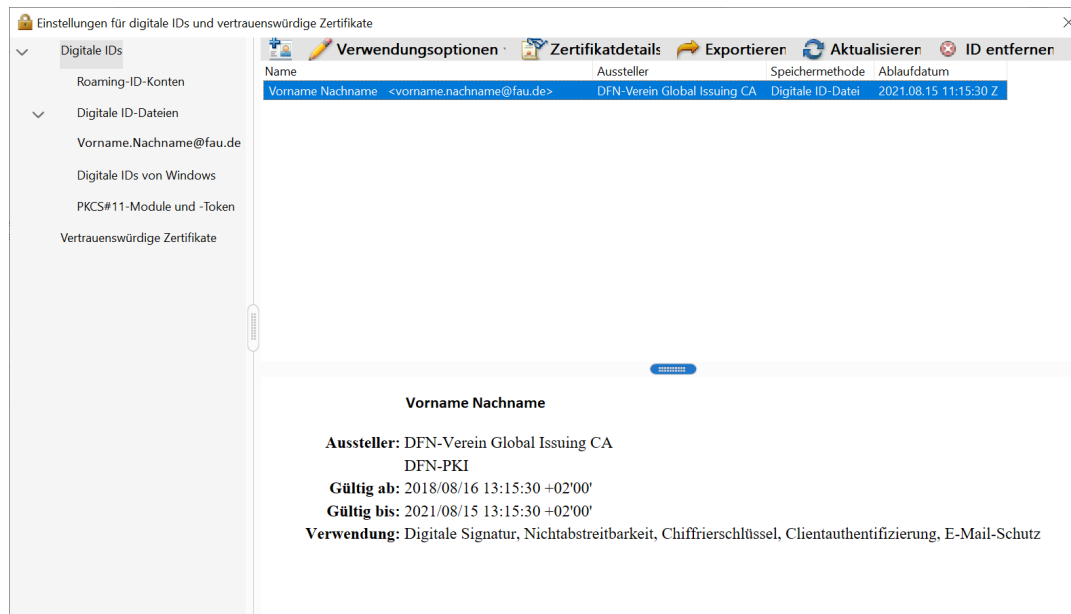 Einstellungen für digitale IDs und vertrauenswürdige Zertifikate
Digitale IDs
Roaming-ID-Konten
Digitale ID-Dateien
Vorname.Nachname@fau.de
Digitale IDs von Windows
PKCS#11-Module und -Token
Vertrauenswürdige Zertifikate
Verwendungsoptionen Zertifikatdetails Exportieren Aktualisieren ID entfernen
Name Aussteller Speichermethode Ablaufdatum
Vorname Nachname <vorname.nachname@fau.de> DFN-Verein Global Issuing CA Digitale ID-Datei 2021.08.15 11:15:30 Z
Vorname Nachname
Aussteller: DFN-Verein Global Issuing CA
DFN-PKI
Gültig ab: 2018/08/16 13:15:30 +02'00'
Gültig bis: 2021/08/15 13:15:30 +02'00'
Verwendung: Digitale Signatur, Nichtabstreitbarkeit, Chiffrierschlüssel, Clientauthentifizierung, E-Mail-Schutz